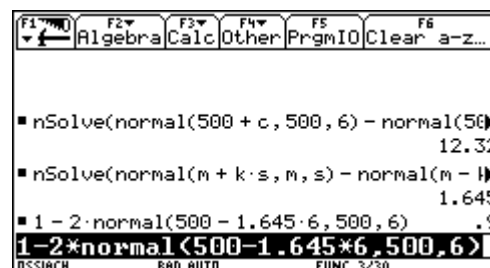 F1 F2 F3 F4 F5 F6
Algebra Calc Other PrgmIO Clear a-z…
nSolve(normal(500 + c, 500, 6) - normal(50
12.32
nSolve(normal(m + k·s, m, s) - normal(m -
1.645
1 - 2·normal(500 - 1.645·6, 500, 6) .9
1-2*normal(500-1.645*6,500,6)
RAD AUTO FUNC 3/30